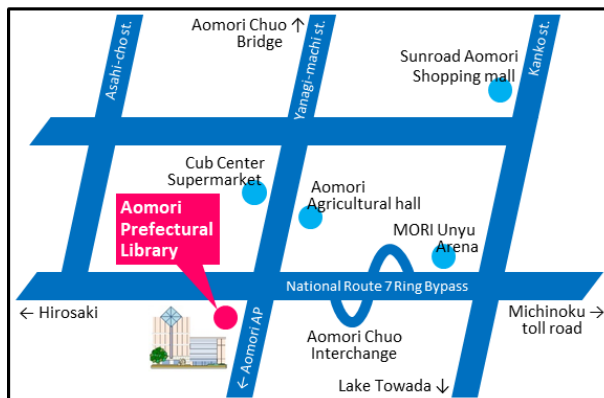 Aomori Chuo ↑
Bridge
Asahi-cho st.
Yanagi-machi st.
Kanko st.
Sunroad Aomori
Shopping mall
Cub Center
Supermarket
Aomori
Agricultural hall
Aomori
Prefectural
Library
MORI Unyu
Arena
National Route 7 Ring Bypass
← Hirosaki
← Aomori AP
Aomori Chuo
Interchange
Michinoku →
toll road
Lake Towada ↓